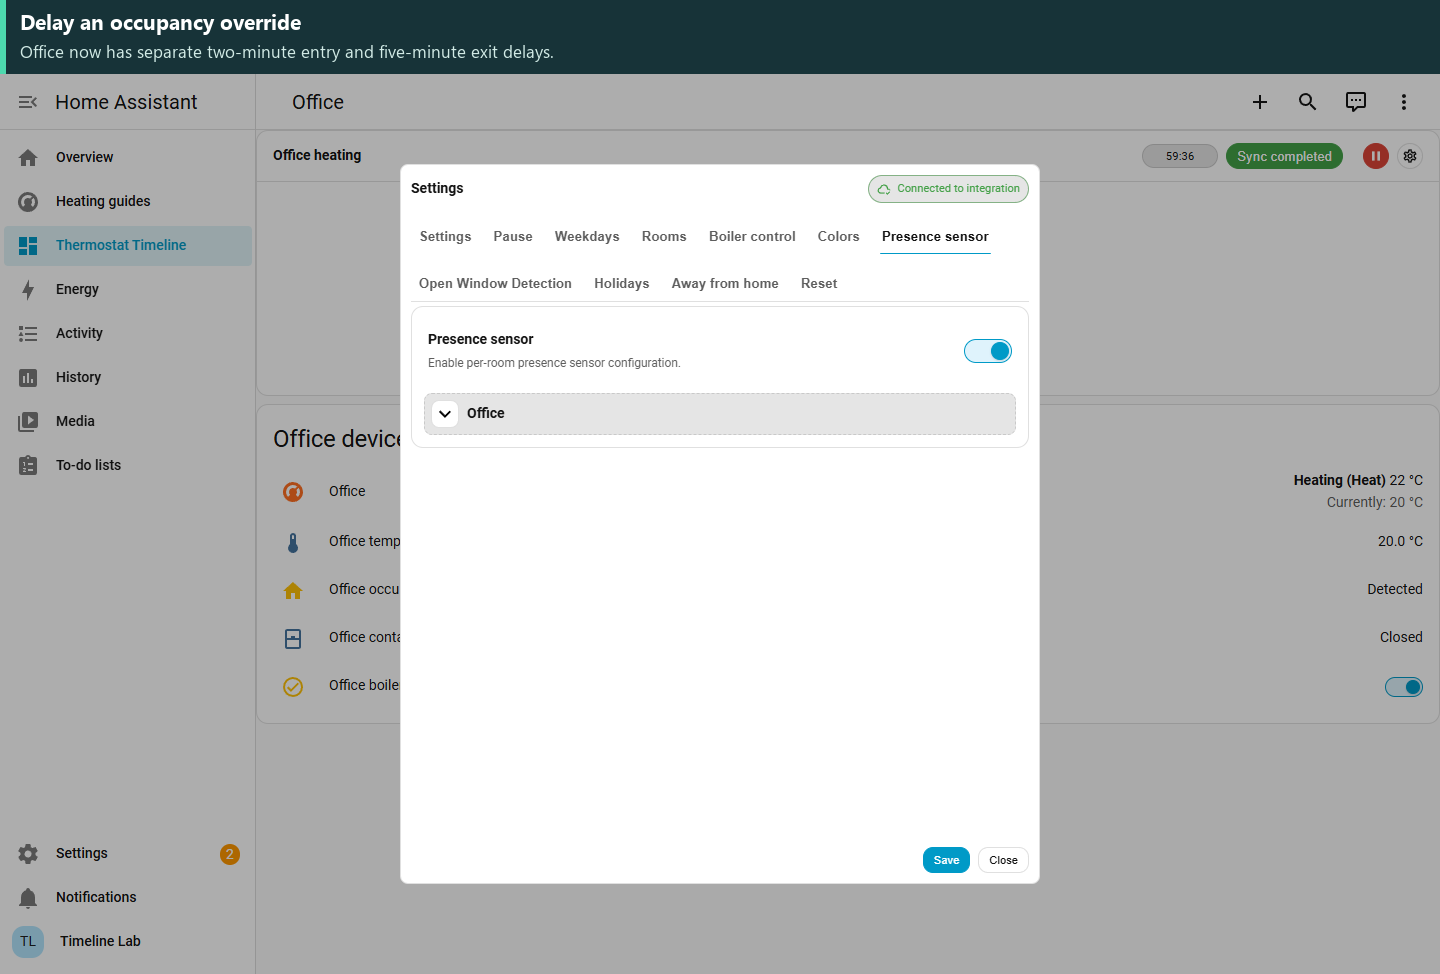 Delay an occupancy override
Office now has separate two-minute entry and five-minute exit delays.
Home Assistant
Office
Overview
Heating guides
Thermostat Timeline
Energy
Activity
History
Media
To-do lists
Settings
2
Notifications
TL
Timeline Lab
Office heating
59:36
Sync completed
Settings
Connected to integration
Settings
Pause
Weekdays
Rooms
Boiler control
Colors
Presence sensor
Open Window Detection
Holidays
Away from home
Reset
Presence sensor
Enable per-room presence sensor configuration.
Office
Save
Close
Office device
Office
Heating (Heat) 22 °C
Currently: 20 °C
Office temp
20.0 °C
Office occu
Detected
Office conta
Closed
Office boile